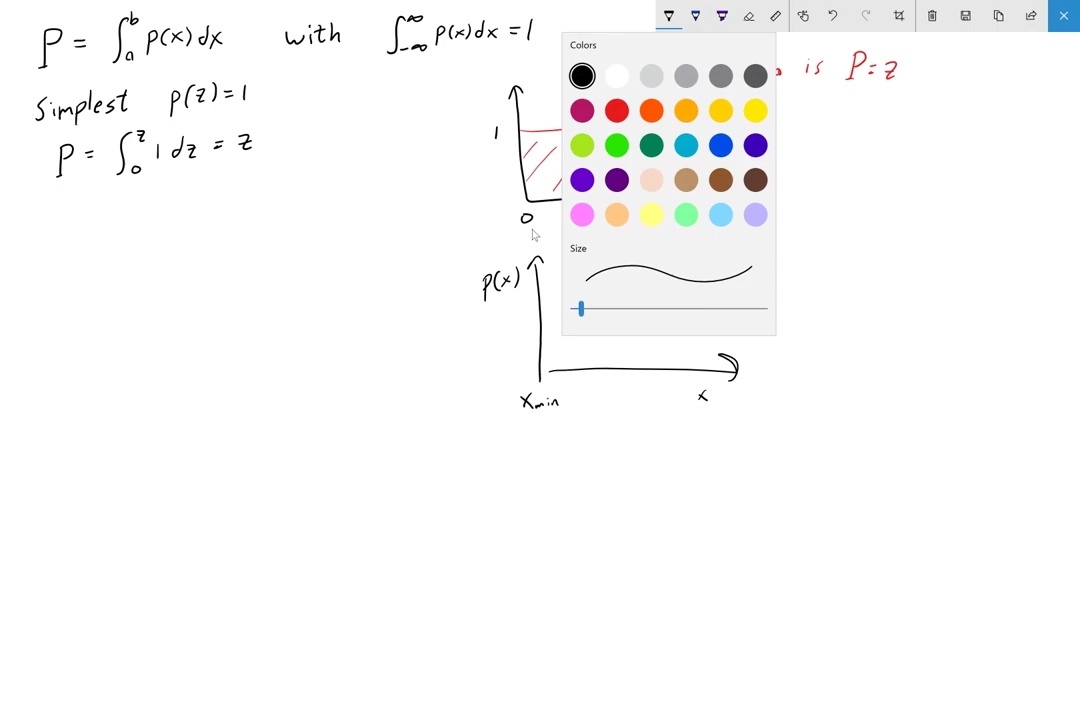 P = ∫_a^b p(x) dx with ∫_{-∞}^{∞} p(x) dx = 1
is P = z
Simplest p(z) = 1
P = ∫_0^z 1 dz = z
1
0
p(x)
x_min x
Colors
Size